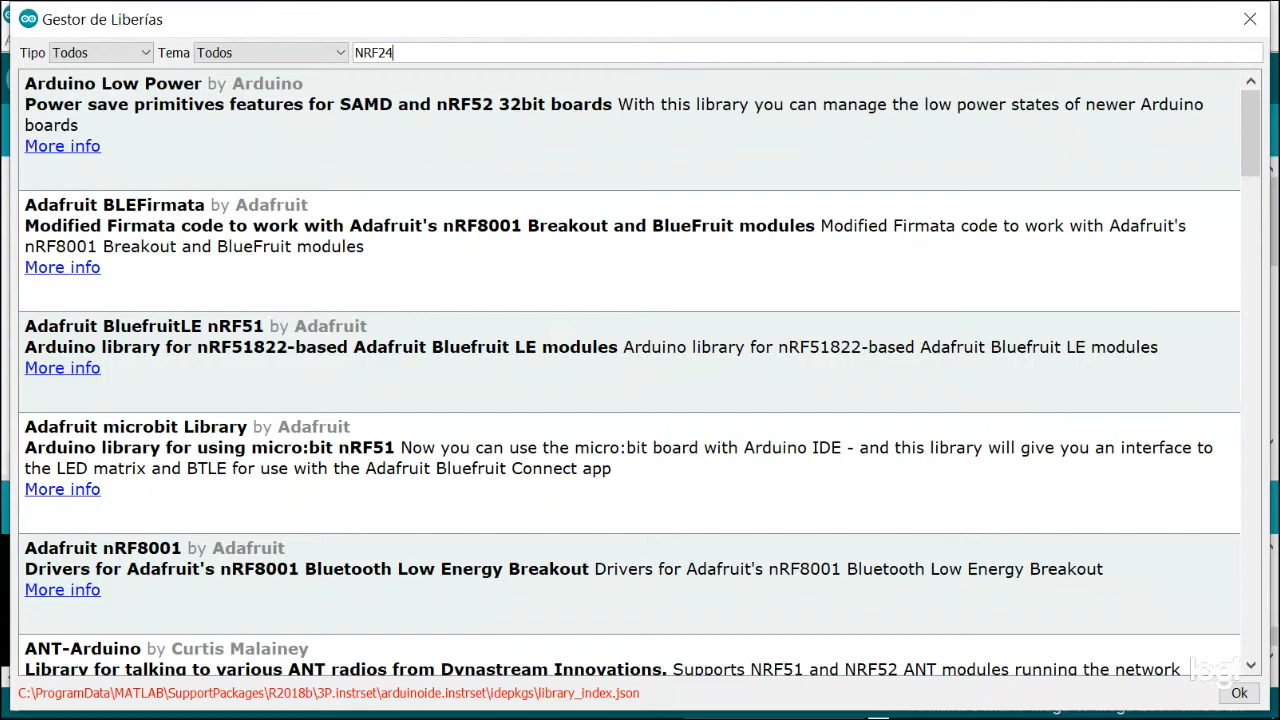 Gestor de Liberías
Tipo Todos Tema Todos NRF24
Arduino Low Power by Arduino
Power save primitives features for SAMD and nRF52 32bit boards With this library you can manage the low power states of newer Arduino
boards
More info
Adafruit BLEFirmata by Adafruit
Modified Firmata code to work with Adafruit's nRF8001 Breakout and BlueFruit modules Modified Firmata code to work with Adafruit's
nRF8001 Breakout and BlueFruit modules
More info
Adafruit BluefruitLE nRF51 by Adafruit
Arduino library for nRF51822-based Adafruit Bluefruit LE modules Arduino library for nRF51822-based Adafruit Bluefruit LE modules
More info
Adafruit microbit Library by Adafruit
Arduino library for using micro:bit nRF51 Now you can use the micro:bit board with Arduino IDE - and this library will give you an interface to
the LED matrix and BTLE for use with the Adafruit Bluefruit Connect app
More info
Adafruit nRF8001 by Adafruit
Drivers for Adafruit's nRF8001 Bluetooth Low Energy Breakout Drivers for Adafruit's nRF8001 Bluetooth Low Energy Breakout
More info
ANT-Arduino by Curtis Malainey
Library for talking to various ANT radios from Dynastream Innovations. Supports NRF51 and NRF52 ANT modules running the network
logi
C:\ProgramData\MATLAB\SupportPackages\R2018b\3P.instrset\arduinoide.instrset\idepkgs\library_index.json
Ok